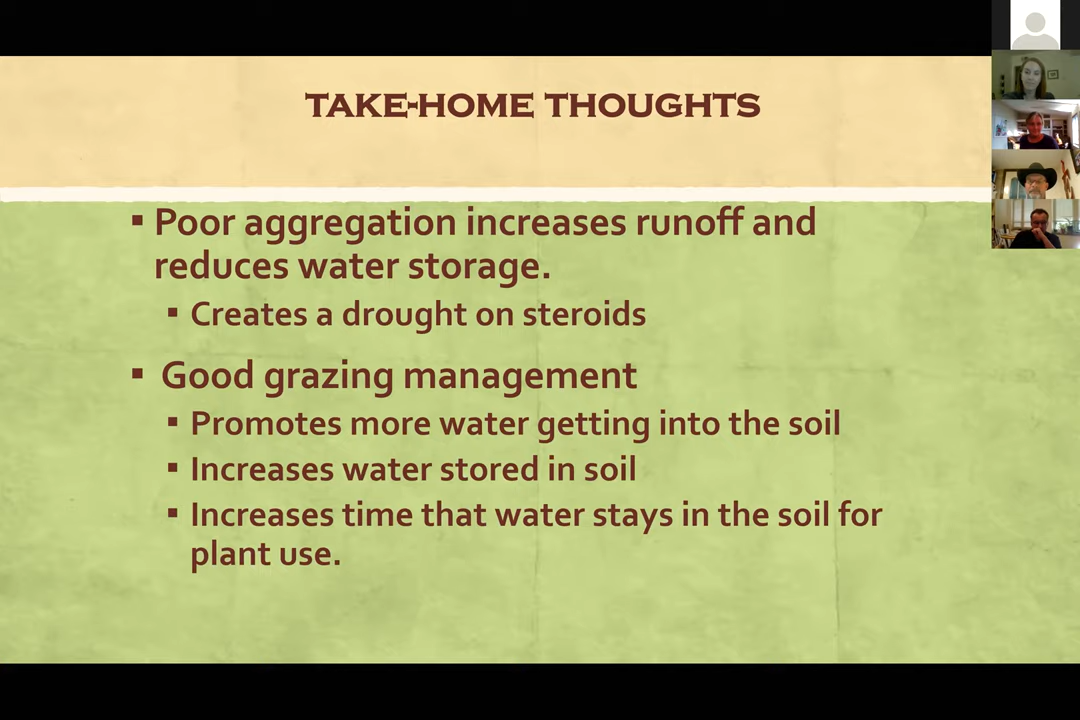 TAKE-HOME THOUGHTS
▪ Poor aggregation increases runoff and
reduces water storage.
▪ Creates a drought on steroids
▪ Good grazing management
▪ Promotes more water getting into the soil
▪ Increases water stored in soil
▪ Increases time that water stays in the soil for
plant use.